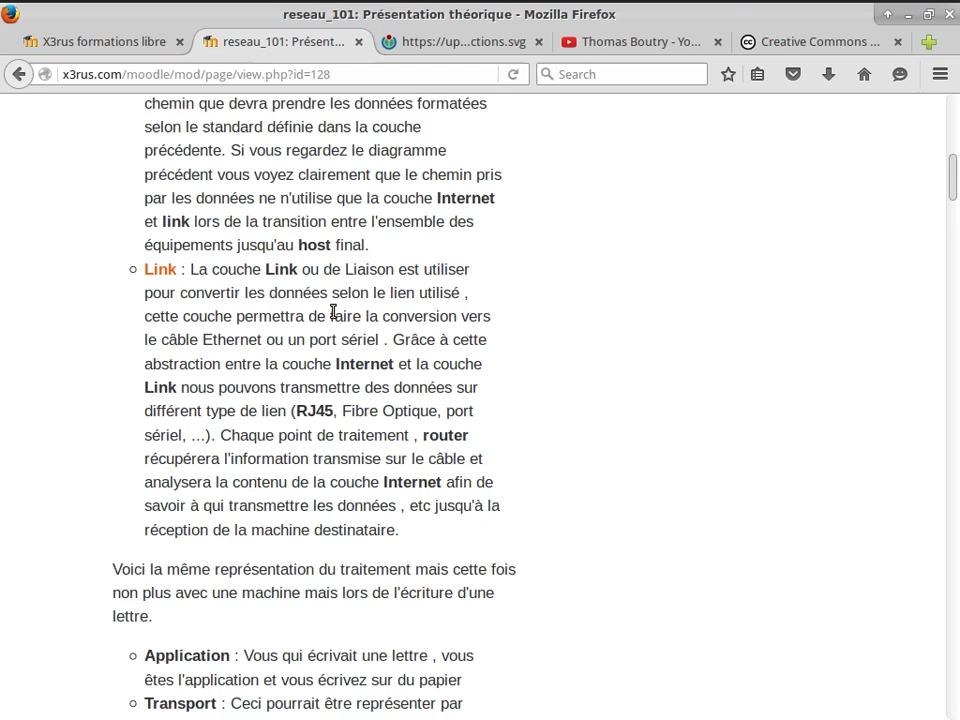 reseau_101: Présentation théorique - Mozilla Firefox
X3rus formations libre
reseau_101: Présent...
https://up...ctions.svg
Thomas Boutry - Yo...
Creative Commons ...
x3rus.com/moodle/mod/page/view.php?id=128
Search
chemin que devra prendre les données formatées
selon le standard définie dans la couche
précédente. Si vous regardez le diagramme
précédent vous voyez clairement que le chemin pris
par les données ne n'utilise que la couche Internet
et link lors de la transition entre l'ensemble des
équipements jusqu'au host final.
Link : La couche Link ou de Liaison est utiliser
pour convertir les données selon le lien utilisé ,
cette couche permettra de faire la conversion vers
le câble Ethernet ou un port sériel . Grâce à cette
abstraction entre la couche Internet et la couche
Link nous pouvons transmettre des données sur
différent type de lien (RJ45, Fibre Optique, port
sériel, ...). Chaque point de traitement , router
récupérera l'information transmise sur le câble et
analysera la contenu de la couche Internet afin de
savoir à qui transmettre les données , etc jusqu'à la
réception de la machine destinataire.
Voici la même représentation du traitement mais cette fois
non plus avec une machine mais lors de l'écriture d'une
lettre.
Application : Vous qui écrivait une lettre , vous
êtes l'application et vous écrivez sur du papier
Transport : Ceci pourrait être représenter par